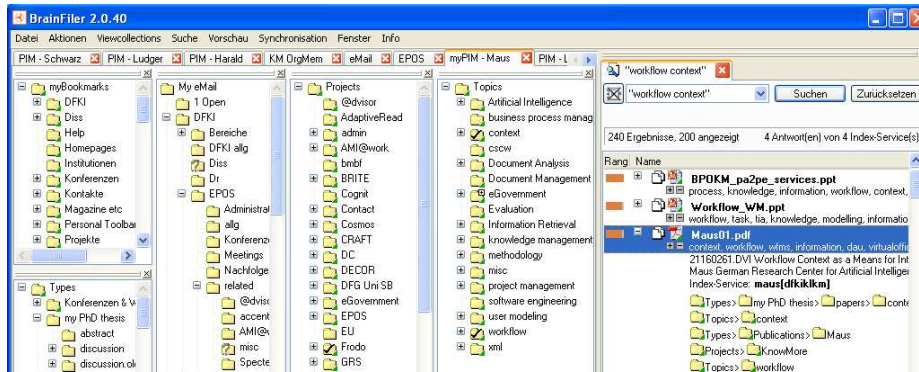 BrainFiler 2.0.40
Datei Aktionen Viewcollections Suche Vorschau Synchronisation Fenster Info
PIM - Schwarz PIM - Ludger PIM - Harald KM OrgMem eMail EPOS myPIM - Maus PIM - L
myBookmarks
DFKI
Diss
Help
Homepages
Institutionen
Konferenzen
Kontakte
Magazine etc
Personal Toolbar
Projekte
Types
Konferenzen & W
my PhD thesis
abstract
discussion
discussion.old
My eMail
1 Open
DFKI
Bereiche
DFKI allg
Diss
Dr
EPOS
Administrat
allg
Konferenz
Meetings
Nachfolge
related
@diso
accent
AMI@w
misc
Specte
Projects
@dvisor
AdaptiveRead
admin
AMI@work
bmbf
BRITE
Cognit
Contact
Cosmos
CRAFT
DC
DECOR
DFG Uni SB
eGovernment
EPOS
EU
Frodo
GRS
Topics
Artificial Intelligence
business process manag
context
cscw
Document Analysis
Document Management
eGovernment
Evaluation
Information Retrieval
knowledge management
methodology
misc
project management
software engineering
user modeling
workflow
xml
"workflow context"
"workflow context" Suchen Zurücksetzen
240 Ergebnisse, 200 angezeigt 4 Antwort(en) von 4 Index-Service(s)
Rang Name
BPOKM_pa2pe_services.ppt
process, knowledge, information, workflow, context,
Workflow_WM.ppt
workflow, task, tia, knowledge, modelling, informatio
Maus01.pdf
context, workflow, wfms, information, dau, virtualoffi
21160261.DVI Workflow Context as a Means for Int
Maus German Research Center for Artificial Intelliger
Index-Service: maus[dfkiklkm]
Types> my PhD thesis> papers> conte
Topics> context
Types> Publications> Maus
Projects> KnowMore
Topics> workflow